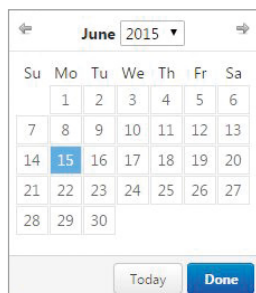 June 2015
Su Mo Tu We Th Fr Sa
1 2 3 4 5 6
7 8 9 10 11 12 13
14 15 16 17 18 19 20
21 22 23 24 25 26 27
28 29 30
Today Done